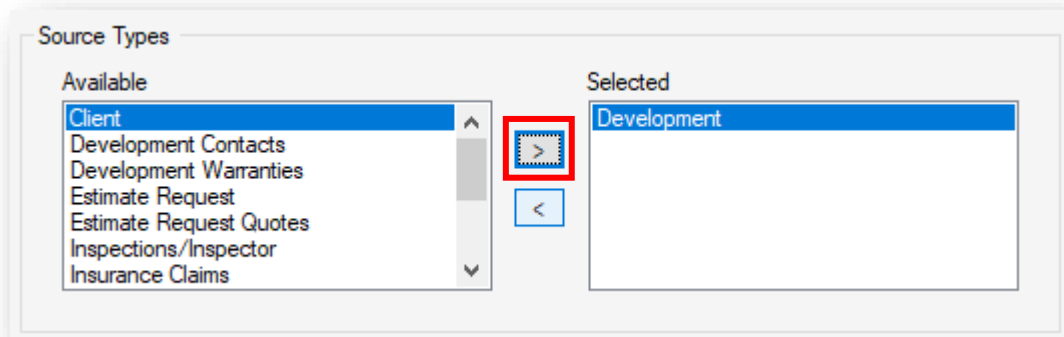 Source Types
Available
Selected
Client
Development Contacts
Development Warranties
Estimate Request
Estimate Request Quotes
Inspections/Inspector
Insurance Claims
>
<
Development